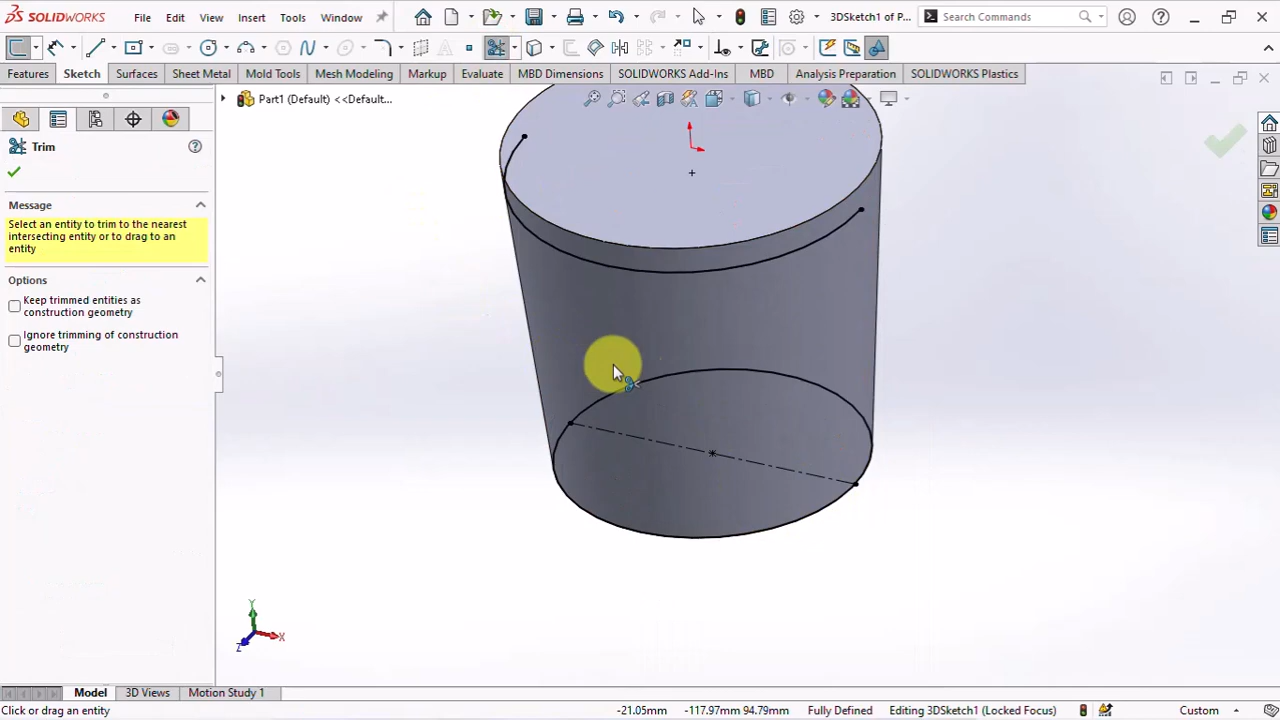 SOLIDWORKS File Edit View Insert Tools Window 3DSketch1 of P... Search Commands
Features Sketch Surfaces Sheet Metal Mold Tools Mesh Modeling Markup Evaluate MBD Dimensions SOLIDWORKS Add-Ins MBD Analysis Preparation SOLIDWORKS Plastics
Part1 (Default) <<Default...
Trim
Message
Select an entity to trim to the nearest
intersecting entity or to drag to an
entity
Options
Keep trimmed entities as
construction geometry
Ignore trimming of construction
geometry
Y
X
Z
Model 3D Views Motion Study 1
Click or drag an entity -21.05mm -117.97mm 94.79mm Fully Defined Editing 3DSketch1 (Locked Focus) Custom